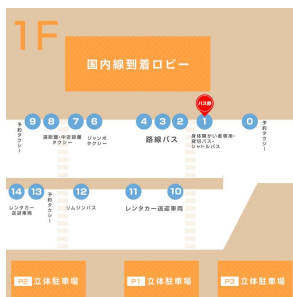 1F
国内線到着ロビー
バス停
9
8
7
6
4
3
2
1
0
予約タクシー
遠距離・中近距離
タクシー
ジャンボ
タクシー
路線バス
身体障がい者専用・
貸切バス・
シャトルバス
予約タクシー
14
13
12
11
10
レンタカー
送迎車両
予約タクシー
リムジンバス
レンタカー送迎車両
P2 立体駐車場
P1 立体駐車場
P3 立体駐車場